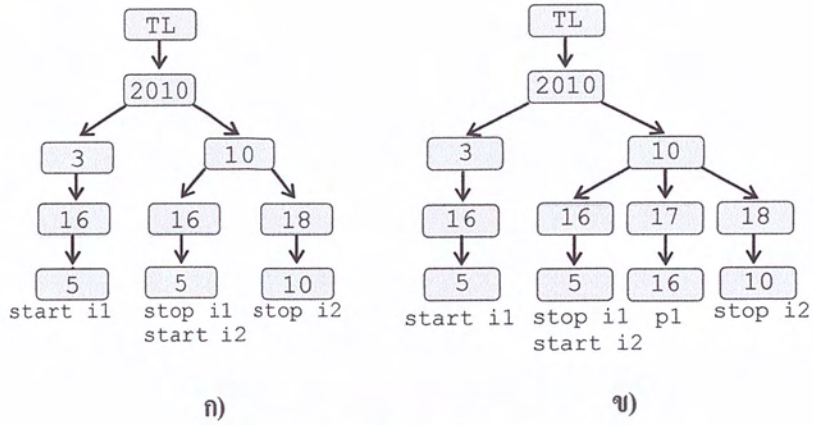 TL
2010
3 10
16 16 18
5 5 10
start i1 stop i1 stop i2
start i2
ก)
TL
2010
3 10
16 16 17 18
5 5 16 10
start i1 stop i1 p1 stop i2
start i2
ข)